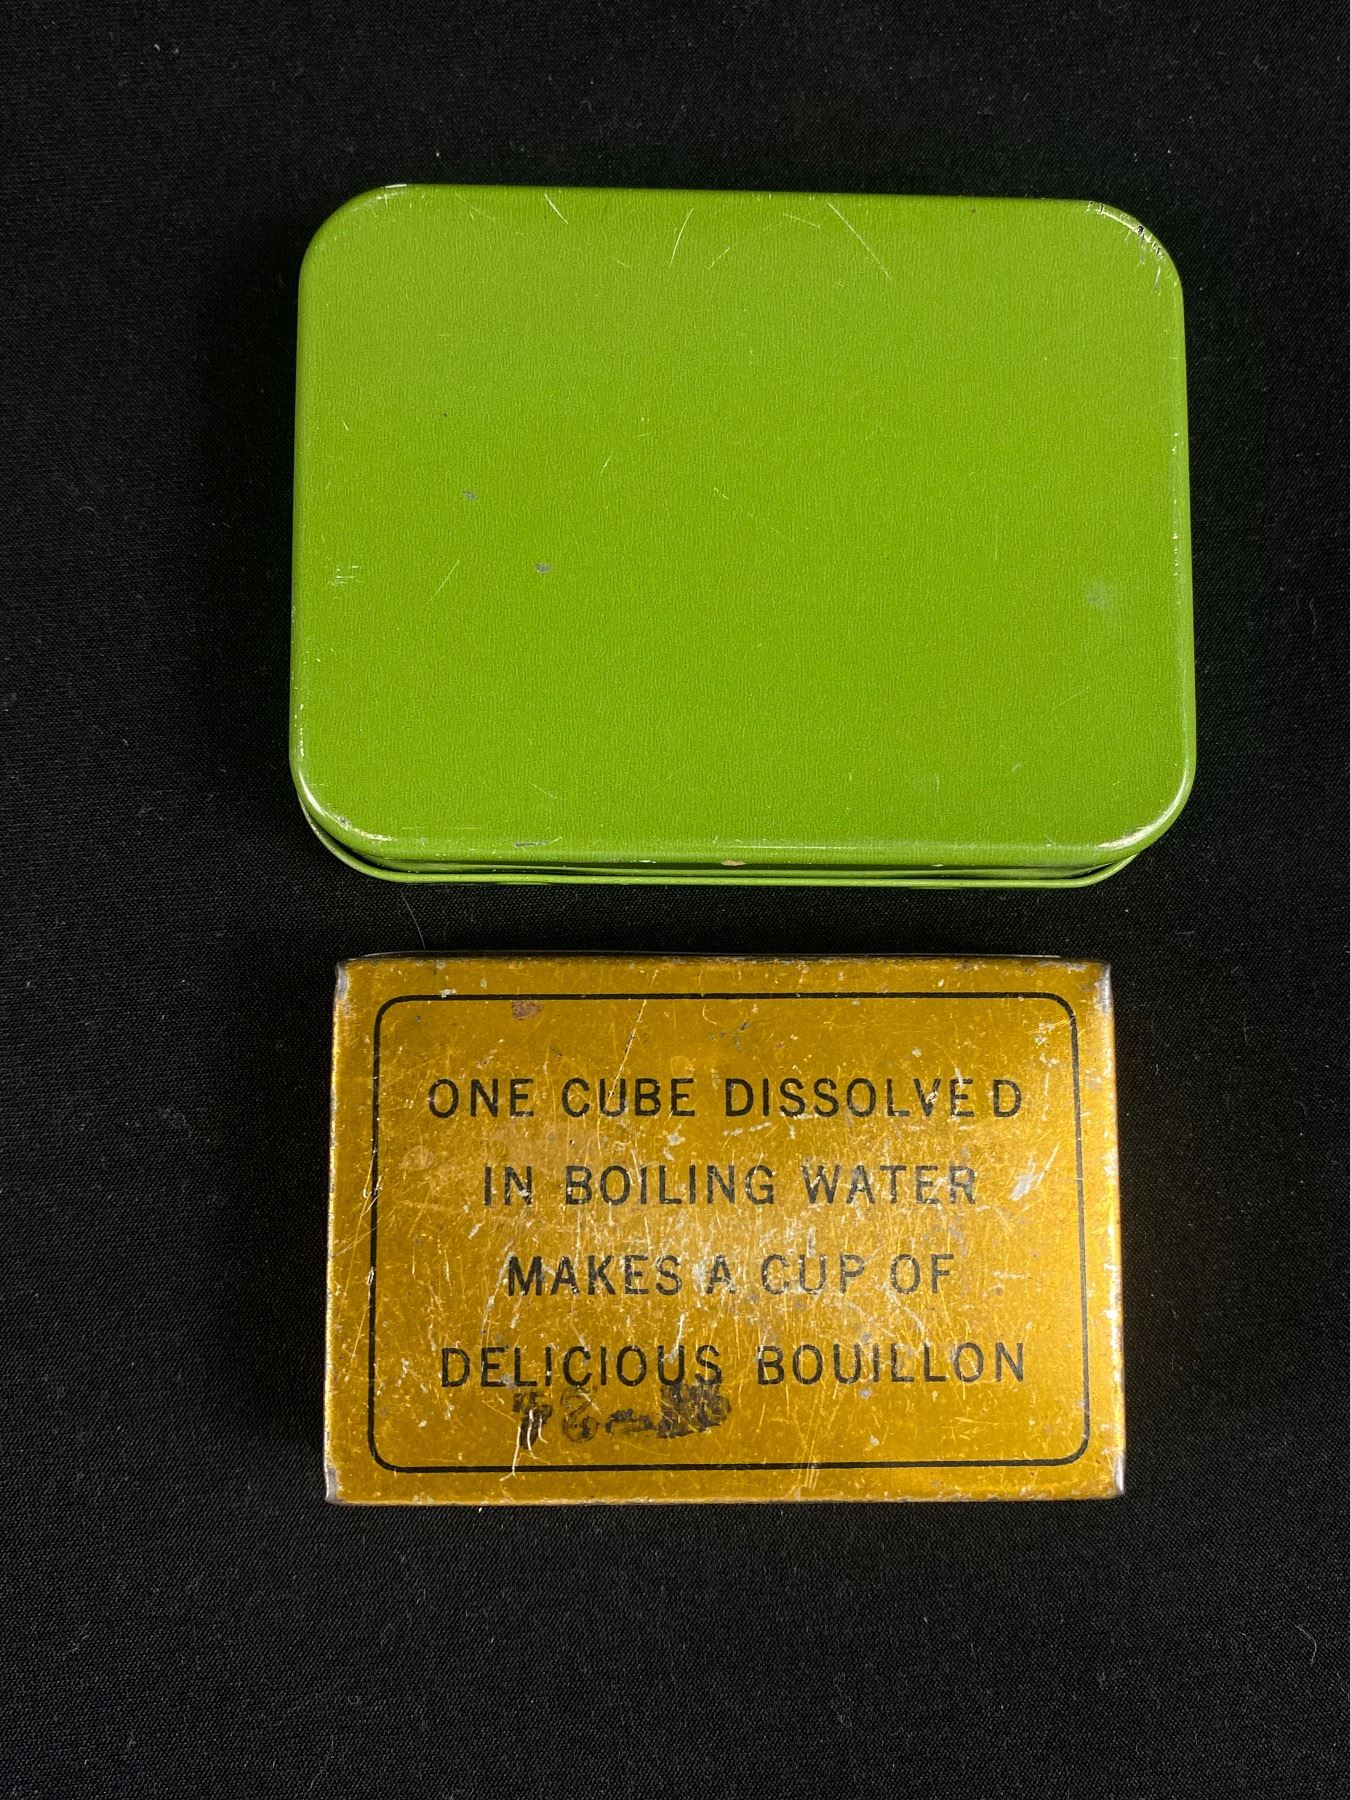 ONE CUBE DISSOLVED
IN BOILING WATER
MAKES A CUP OF
DELICIOUS BOUILLON